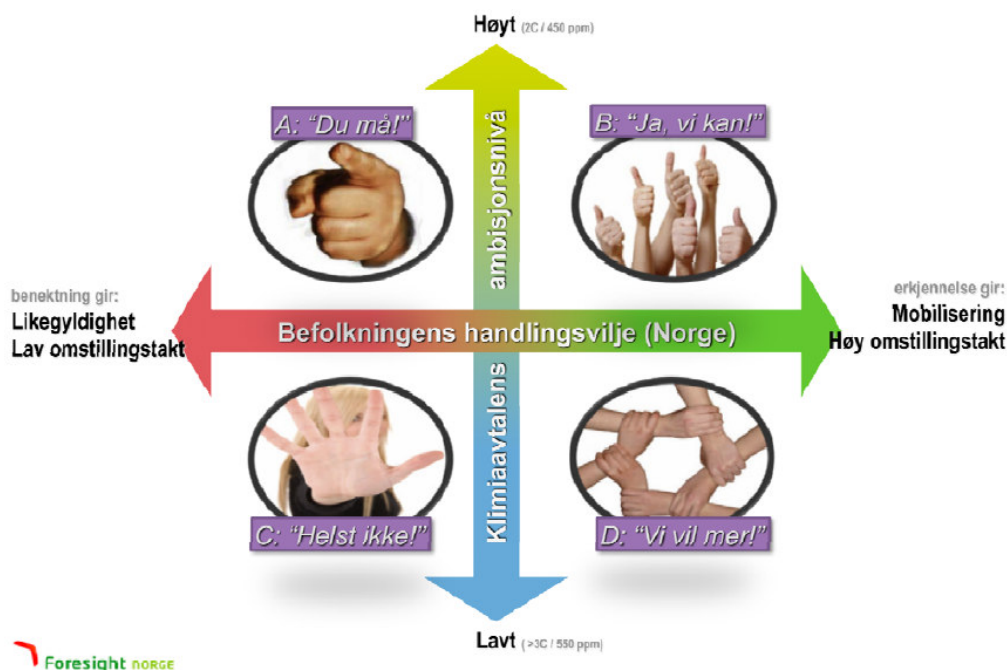 Høyt (2C / 450 ppm)
A: "Du må!"
B: "Ja, vi kan!"
ambisjonsnivå
benektning gir:
Likegyldighet
Lav omstillingstakt
Befolkningens handlingsvilje (Norge)
erkjennelse gir:
Mobilisering
Høy omstillingstakt
Klimiaavtalens
C: "Helst ikke!"
D: "Vi vil mer!"
Lavt (>3C / 550 ppm)
Foresight NORGE